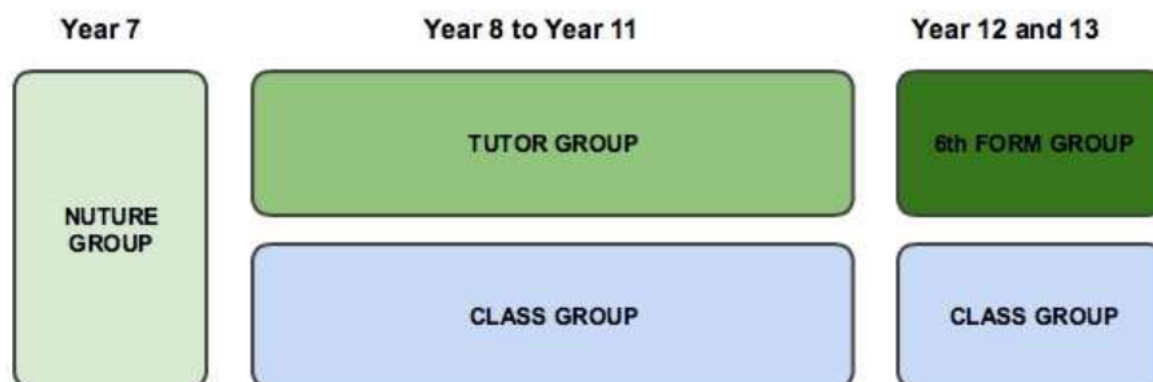 Year 7
Year 8 to Year 11
Year 12 and 13
TUTOR GROUP
6th FORM GROUP
NUTURE
GROUP
CLASS GROUP
CLASS GROUP